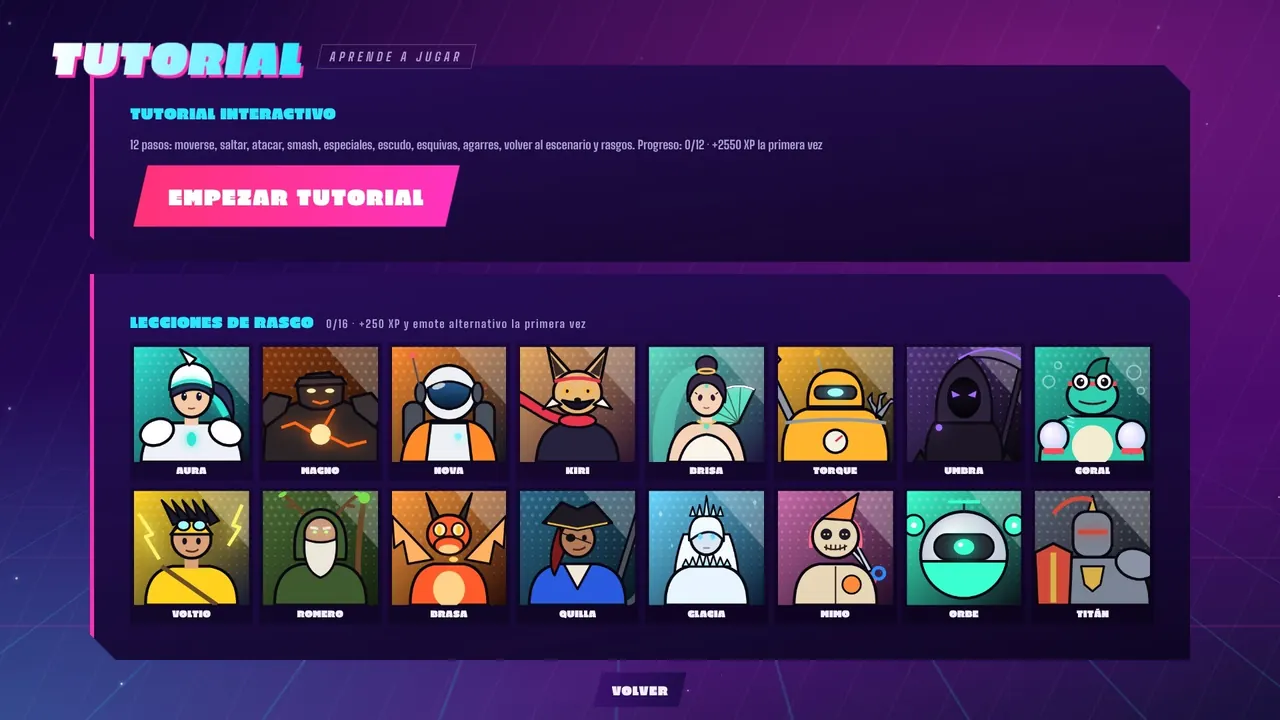 TUTORIAL
APRENDE A JUGAR
TUTORIAL INTERACTIVO
12 pasos: moverse, saltar, atacar, smash, especiales, escudo, esquivas, agarres, volver al escenario y rasgos. Progreso: 0/12 · +2550 XP la primera vez
EMPEZAR TUTORIAL
LECCIONES DE RASGO 0/16 · +250 XP y emote alternativo la primera vez
AURA MAGNO NOVA KIRI BRISA TORQUE UMBRA CORAL
VOLTIO ROMERO BRASA QUILLA GLACIA MIMO ORBE TITÁN
VOLVER